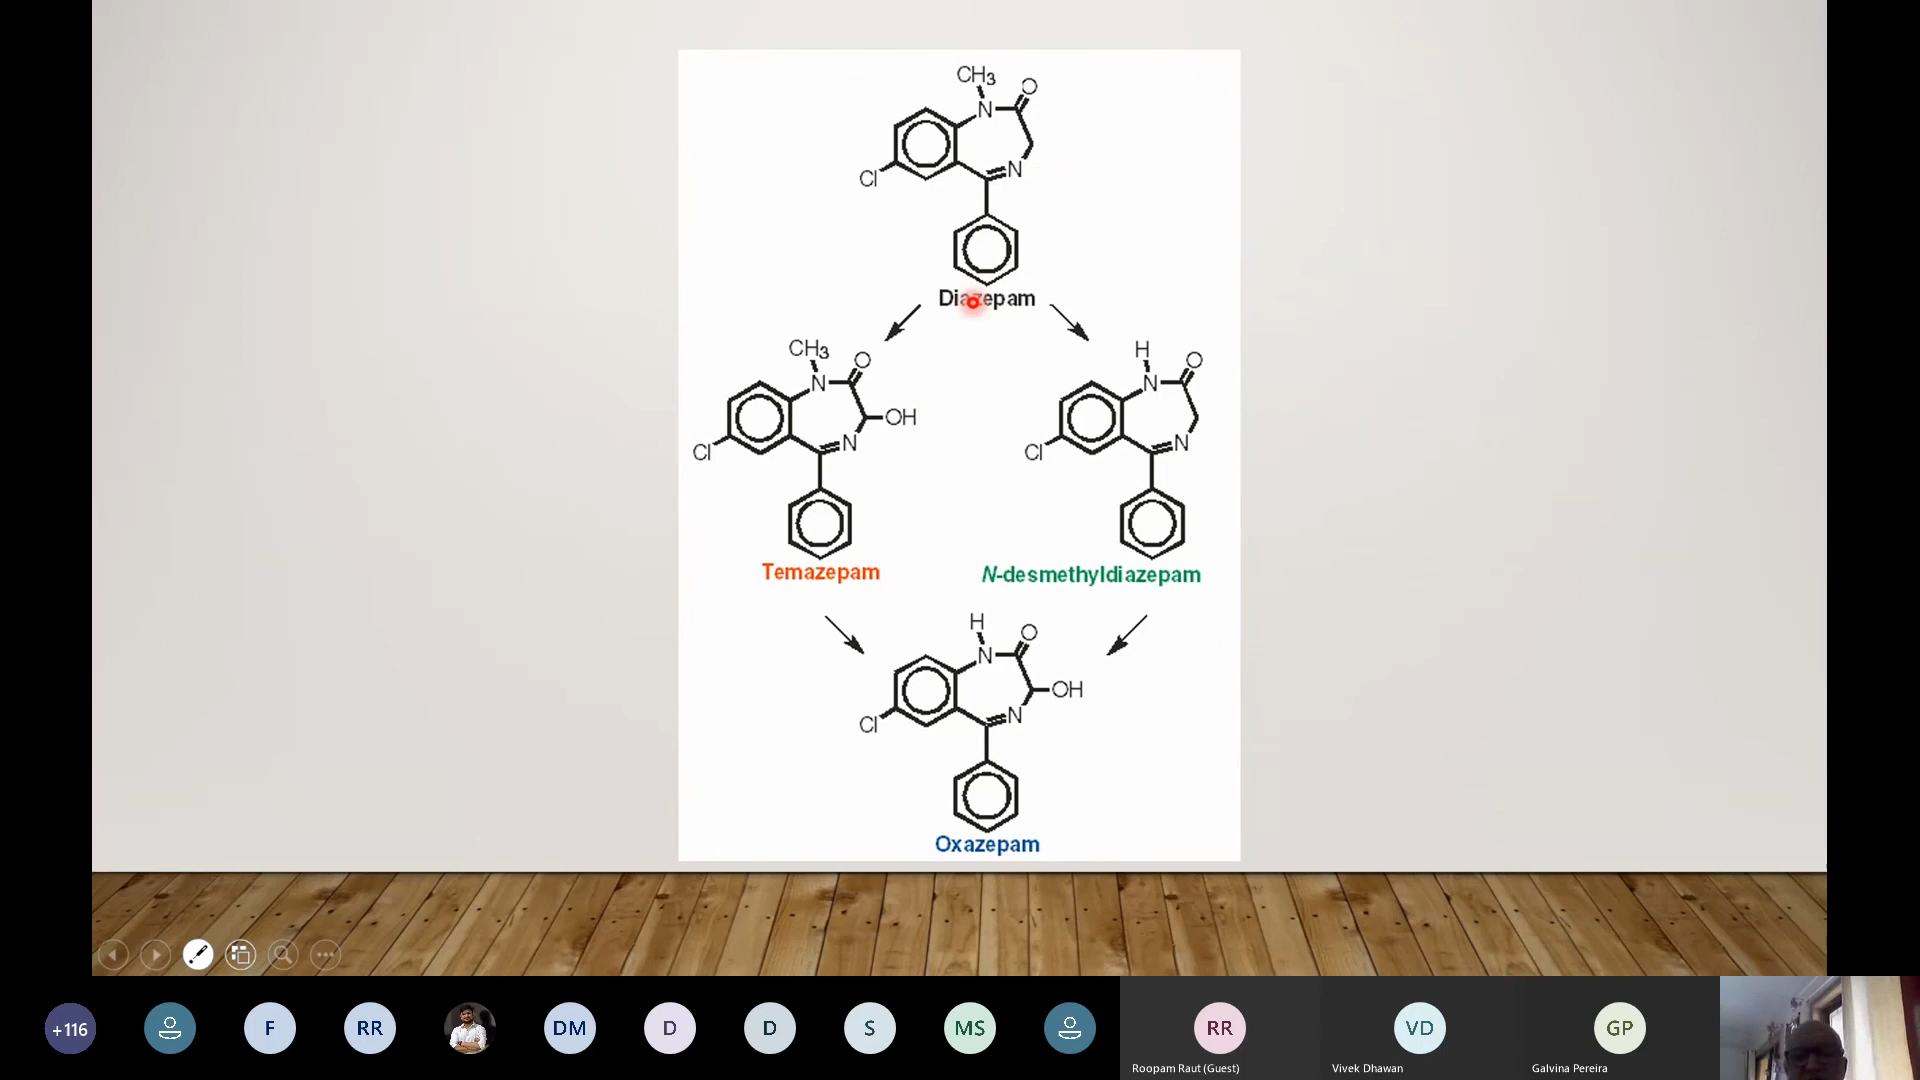 CH3
N
O
Cl
N
Diazepam
CH3
N
O
OH
Cl
N
Temazepam
H
N
O
Cl
N
N-desmethyldiazepam
H
N
O
OH
Cl
N
Oxazepam
+116
F
RR
DM
D
D
S
MS
RR
Roopam Raut (Guest)
VD
Vivek Dhawan
GP
Galvina Pereira